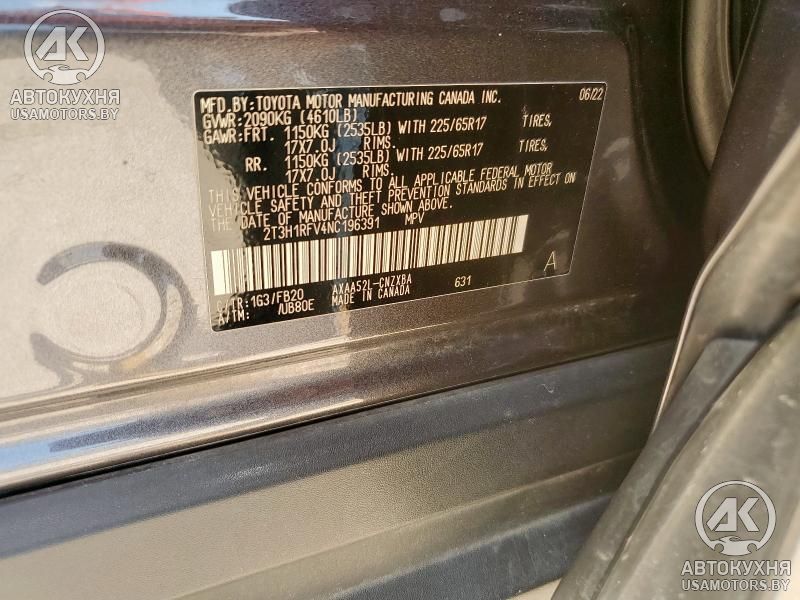 AK
АВТОКУХНЯ
USAMOTORS.BY
MFD.BY:TOYOTA MOTOR MANUFACTURING CANADA INC. 06/22
GVWR:2090KG (4610LB)
GAWR:FRT. 1150KG (2535LB) WITH 225/65R17 TIRES,
17X7.0J RIMS.
RR. 1150KG (2535LB) WITH 225/65R17 TIRES,
17X7.0J RIMS.
THIS VEHICLE CONFORMS TO ALL APPLICABLE FEDERAL MOTOR
VEHICLE SAFETY AND THEFT PREVENTION STANDARDS IN EFFECT ON
THE DATE OF MANUFACTURE SHOWN ABOVE.
2T3H1RFV4NC196391 MPV
C/TR:1G3/FB20 AXAA52L-CNZXBA 631 A
A/TM: /UB80E MADE IN CANADA
AK
АВТОКУХНЯ
USAMOTORS.BY